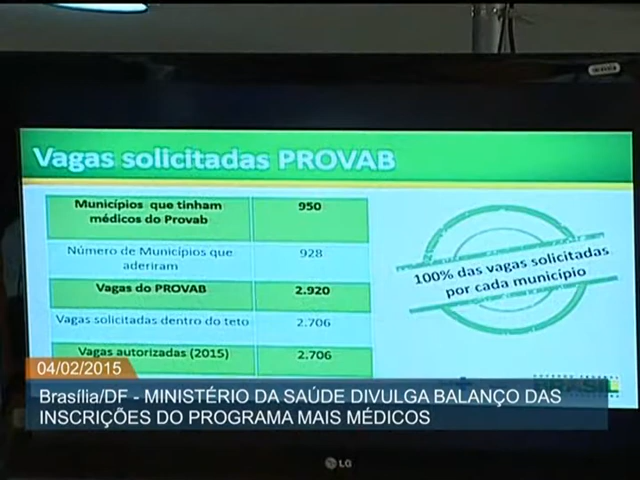 Vagas solicitadas PROVAB
Municípios que tinham
médicos do Provab
950
Número de Municípios que
aderiram
928
Vagas do PROVAB
2.920
Vagas solicitadas dentro do teto
2.706
Vagas autorizadas (2015)
2.706
100% das vagas solicitadas
por cada município
BRASIL
04/02/2015
Brasília/DF - MINISTÉRIO DA SAÚDE DIVULGA BALANÇO DAS
INSCRIÇÕES DO PROGRAMA MAIS MÉDICOS
LG